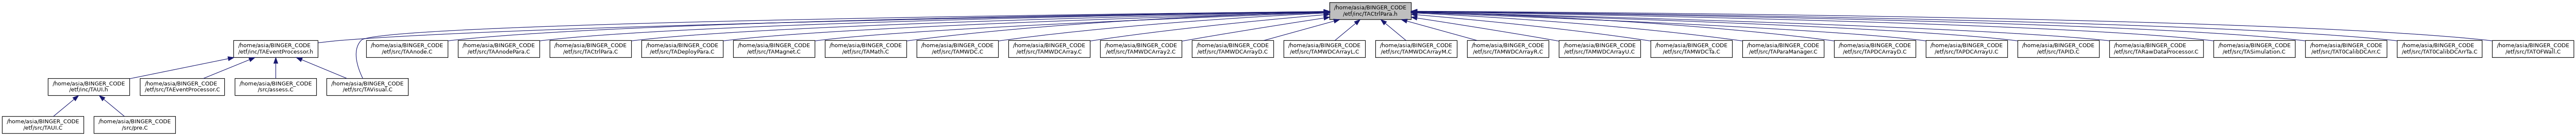 /home/asia/BINGER_CODE
/etf/inc/TACtrlPara.h
/home/asia/BINGER_CODE
/etf/inc/TAEventProcessor.h
/home/asia/BINGER_CODE
/etf/src/TAAnode.C
/home/asia/BINGER_CODE
/etf/src/TAAnodePara.C
/home/asia/BINGER_CODE
/etf/src/TACtrlPara.C
/home/asia/BINGER_CODE
/etf/src/TADeployPara.C
/home/asia/BINGER_CODE
/etf/src/TAMagnet.C
/home/asia/BINGER_CODE
/etf/src/TAMath.C
/home/asia/BINGER_CODE
/etf/src/TAMWDC.C
/home/asia/BINGER_CODE
/etf/src/TAMWDCArray.C
/home/asia/BINGER_CODE
/etf/src/TAMWDCArray2.C
/home/asia/BINGER_CODE
/etf/src/TAMWDCArrayD.C
/home/asia/BINGER_CODE
/etf/src/TAMWDCArrayL.C
/home/asia/BINGER_CODE
/etf/src/TAMWDCArrayM.C
/home/asia/BINGER_CODE
/etf/src/TAMWDCArrayR.C
/home/asia/BINGER_CODE
/etf/src/TAMWDCArrayU.C
/home/asia/BINGER_CODE
/etf/src/TAMWDCTa.C
/home/asia/BINGER_CODE
/etf/src/TAParaManager.C
/home/asia/BINGER_CODE
/etf/src/TAPDCArrayD.C
/home/asia/BINGER_CODE
/etf/src/TAPDCArrayU.C
/home/asia/BINGER_CODE
/etf/src/TAPID.C
/home/asia/BINGER_CODE
/etf/src/TARawDataProcessor.C
/home/asia/BINGER_CODE
/etf/src/TASimulation.C
/home/asia/BINGER_CODE
/etf/src/TAT0CalibDCArr.C
/home/asia/BINGER_CODE
/etf/src/TAT0CalibDCArrTa.C
/home/asia/BINGER_CODE
/etf/src/TATOFWall.C
/home/asia/BINGER_CODE
/etf/inc/TAUI.h
/home/asia/BINGER_CODE
/etf/src/TAEventProcessor.C
/home/asia/BINGER_CODE
/src/assess.C
/home/asia/BINGER_CODE
/etf/src/TAVisual.C
/home/asia/BINGER_CODE
/etf/src/TAUI.C
/home/asia/BINGER_CODE
/src/pre.C